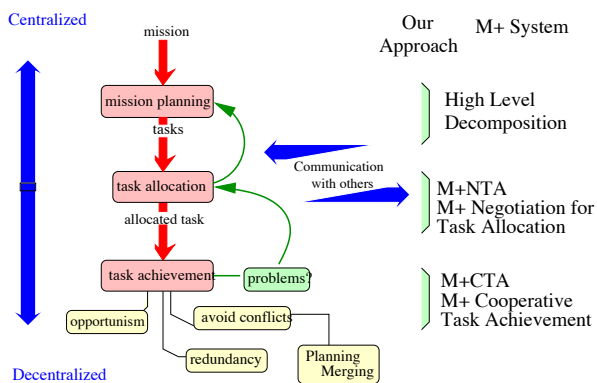 Centralized
Our
Approach
M+ System
mission
mission planning
High Level
Decomposition
tasks
Communication
with others
task allocation
M+NTA
M+ Negotiation for
Task Allocation
allocated task
task achievement
problems?
M+CTA
M+ Cooperative
Task Achievement
opportunism
avoid conflicts
redundancy
Planning
Merging
Decentralized